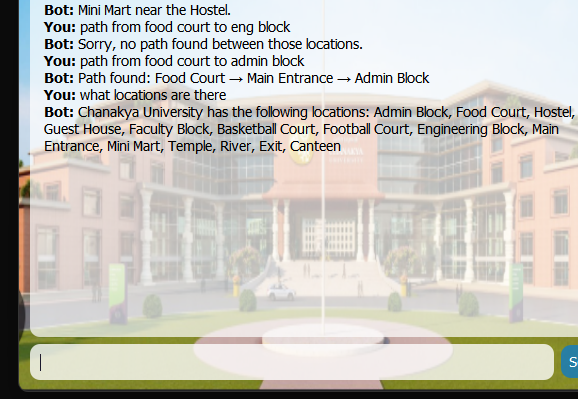 Bot: Mini Mart near the Hostel.
You: path from food court to eng block
Bot: Sorry, no path found between those locations.
You: path from food court to admin block
Bot: Path found: Food Court → Main Entrance → Admin Block
You: what locations are there
Bot: Chanakya University has the following locations: Admin Block, Food Court, Hostel,
Guest House, Faculty Block, Basketball Court, Football Court, Engineering Block, Main
Entrance, Mini Mart, Temple, River, Exit, Canteen